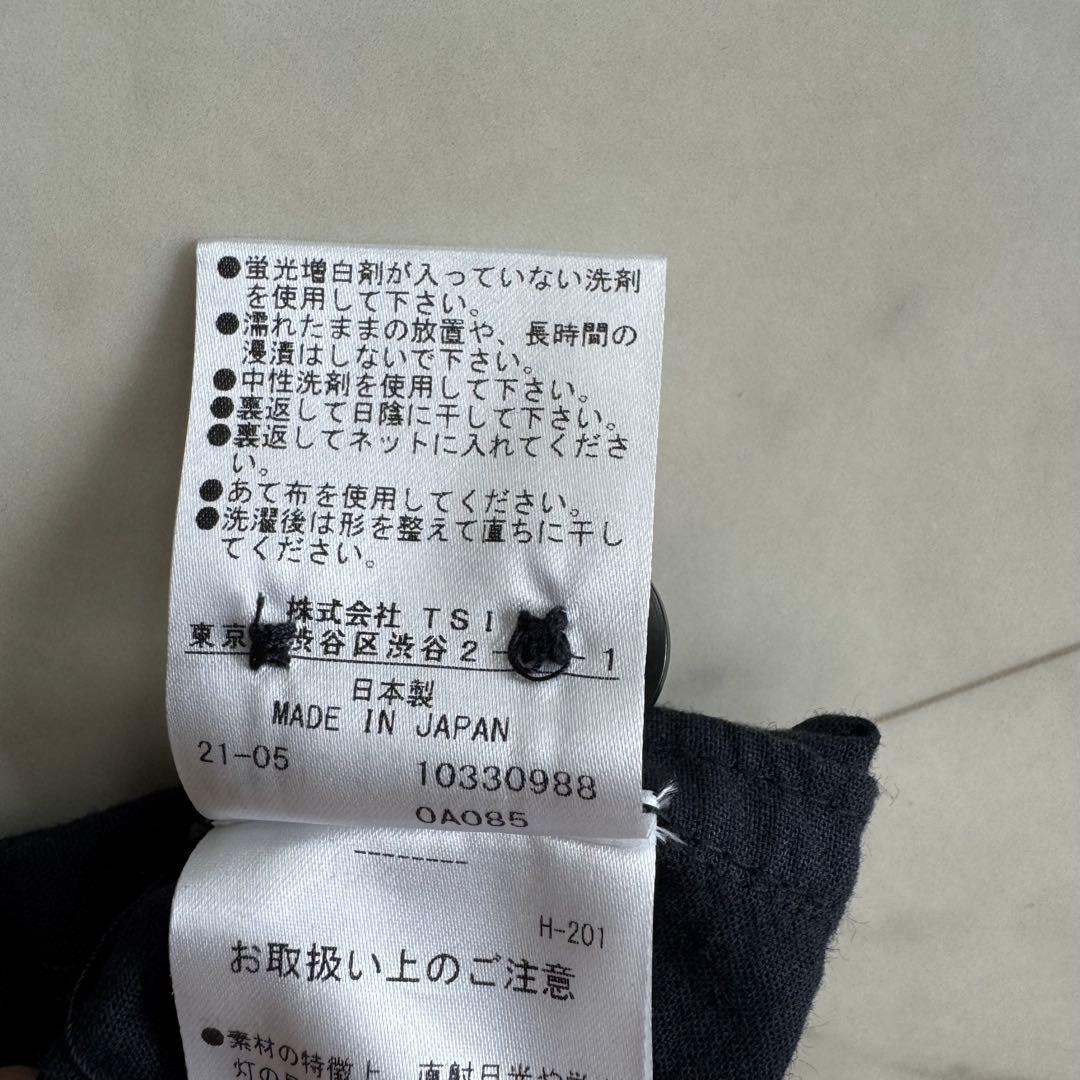 ●蛍光増白剤が入っていない洗剤
を使用して下さい。
●濡れたままの放置や、長時間の
浸漬はしないで下さい。
●中性洗剤を使用して下さい。
●裏返して日陰に干して下さい。
●裏返してネットに入れてくださ
い。
●あて布を使用してください。
●洗濯後は形を整えて直ちに干し
てください。
株式会社 TSI
東京 渋谷区渋谷2- -1
日本製
MADE IN JAPAN
21-05 10330988
0A085
--------
H-201
お取扱い上のご注意
●素材の特徴上、直射日光や蛍
灯の